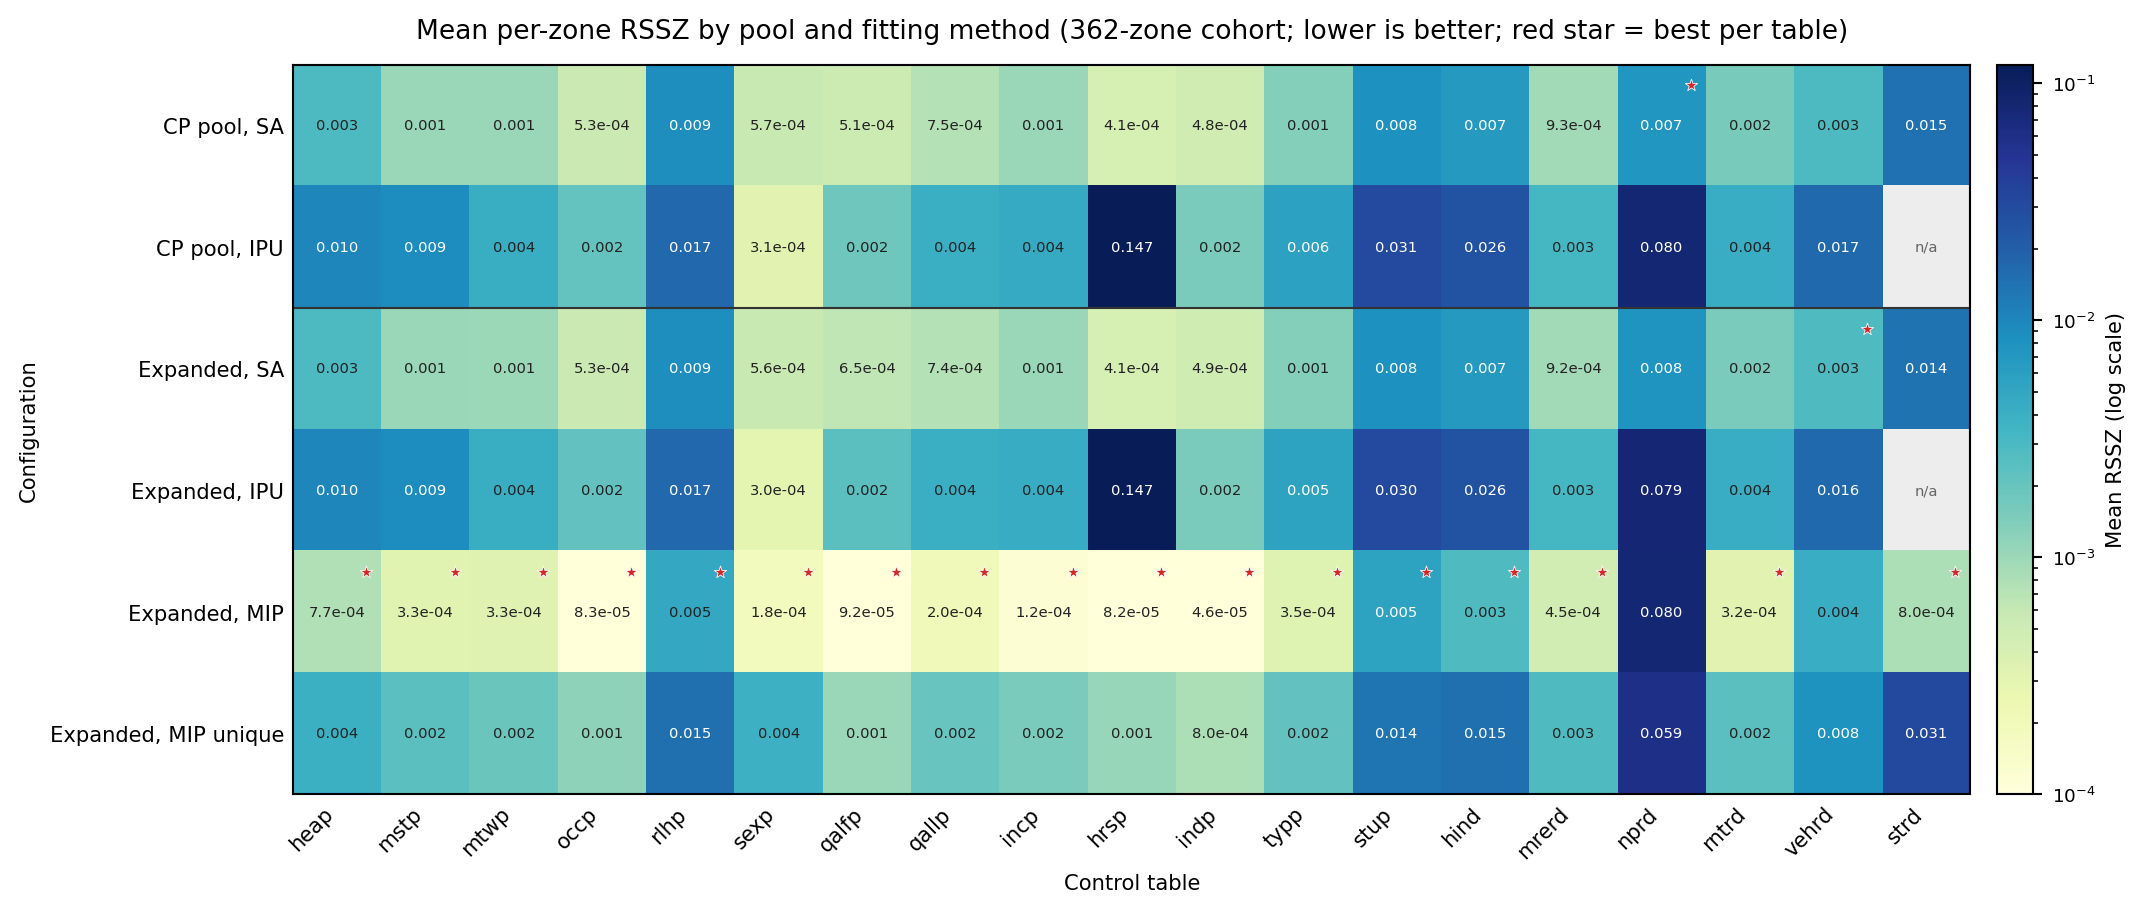 Mean per-zone RSSZ by pool and fitting method (362-zone cohort; lower is better; red star = best per table)
CP pool, SA 0.003 0.001 0.001 5.3e-04 0.009 5.7e-04 5.1e-04 7.5e-04 0.001 4.1e-04 4.8e-04 0.001 0.008 0.007 9.3e-04 0.007 0.002 0.003 0.015
CP pool, IPU 0.010 0.009 0.004 0.002 0.017 3.1e-04 0.002 0.004 0.004 0.147 0.002 0.006 0.031 0.026 0.003 0.080 0.004 0.017 n/a
Expanded, SA 0.003 0.001 0.001 5.3e-04 0.009 5.6e-04 6.5e-04 7.4e-04 0.001 4.1e-04 4.9e-04 0.001 0.008 0.007 9.2e-04 0.008 0.002 0.003 0.014
Expanded, IPU 0.010 0.009 0.004 0.002 0.017 3.0e-04 0.002 0.004 0.004 0.147 0.002 0.005 0.030 0.026 0.003 0.079 0.004 0.016 n/a
Expanded, MIP 7.7e-04 3.3e-04 3.3e-04 8.3e-05 0.005 1.8e-04 9.2e-05 2.0e-04 1.2e-04 8.2e-05 4.6e-05 3.5e-04 0.005 0.003 4.5e-04 0.080 3.2e-04 0.004 8.0e-04
Expanded, MIP unique 0.004 0.002 0.002 0.001 0.015 0.004 0.001 0.002 0.002 0.001 8.0e-04 0.002 0.014 0.015 0.003 0.059 0.002 0.008 0.031
heap mstp mtwp occp rlhp sexp qalfp qallp incp hrsp indp typp stup hind mrerd nprd mtrd vehrd strd
Control table
Configuration
10⁻¹
10⁻²
10⁻³
10⁻⁴
Mean RSSZ (log scale)